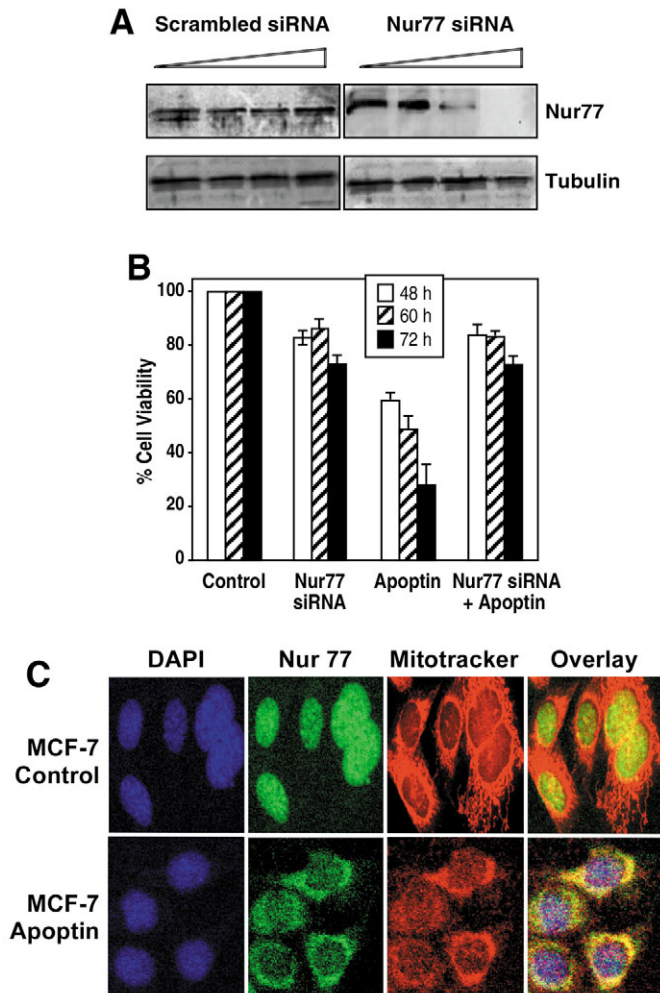 A
Scrambled siRNA
Nur77 siRNA
Nur77
Tubulin
B
100
80
60
40
20
0
% Cell Viability
48 h
60 h
72 h
Control
Nur77
siRNA
Apoptin
Nur77 siRNA
+ Apoptin
C
DAPI
Nur 77
Mitotracker
Overlay
MCF-7
Control
MCF-7
Apoptin